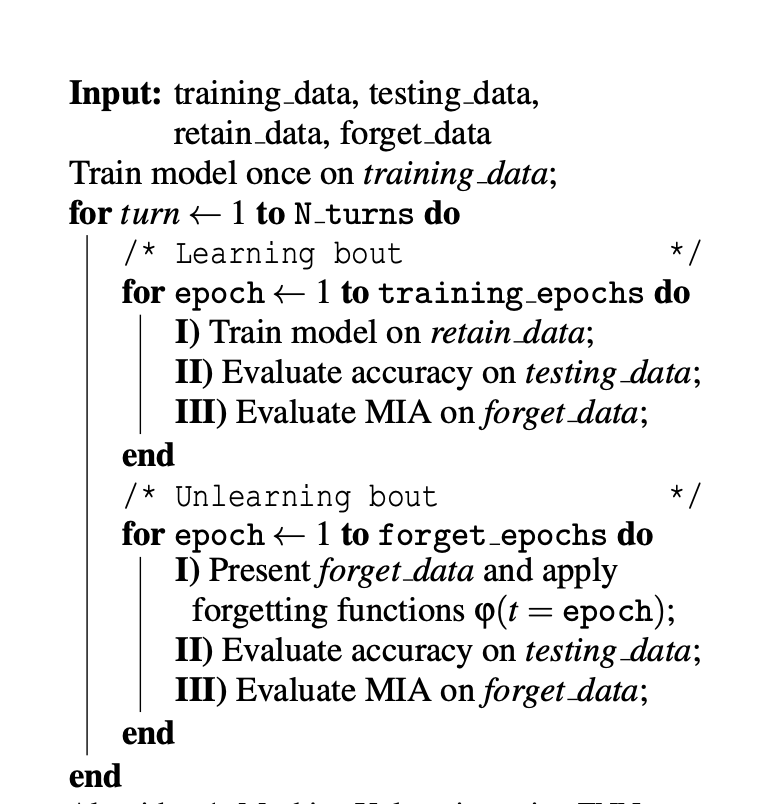 Input: training_data, testing_data,
retain_data, forget_data
Train model once on training_data;
for turn ← 1 to N_turns do
/* Learning bout */
for epoch ← 1 to training_epochs do
I) Train model on retain_data;
II) Evaluate accuracy on testing_data;
III) Evaluate MIA on forget_data;
end
/* Unlearning bout */
for epoch ← 1 to forget_epochs do
I) Present forget_data and apply
forgetting functions φ(t = epoch);
II) Evaluate accuracy on testing_data;
III) Evaluate MIA on forget_data;
end
end